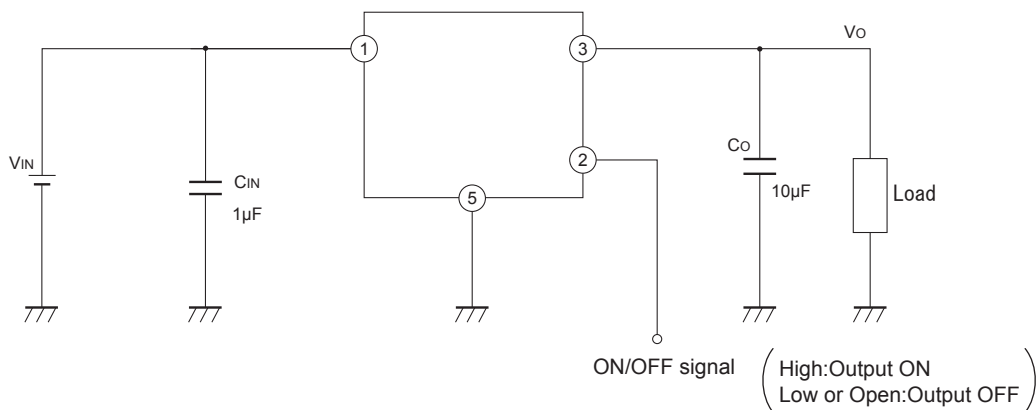 1
3
Vo
VIN
CIN
1µF
2
Co
10µF
Load
5
ON/OFF signal
High:Output ON
Low or Open:Output OFF